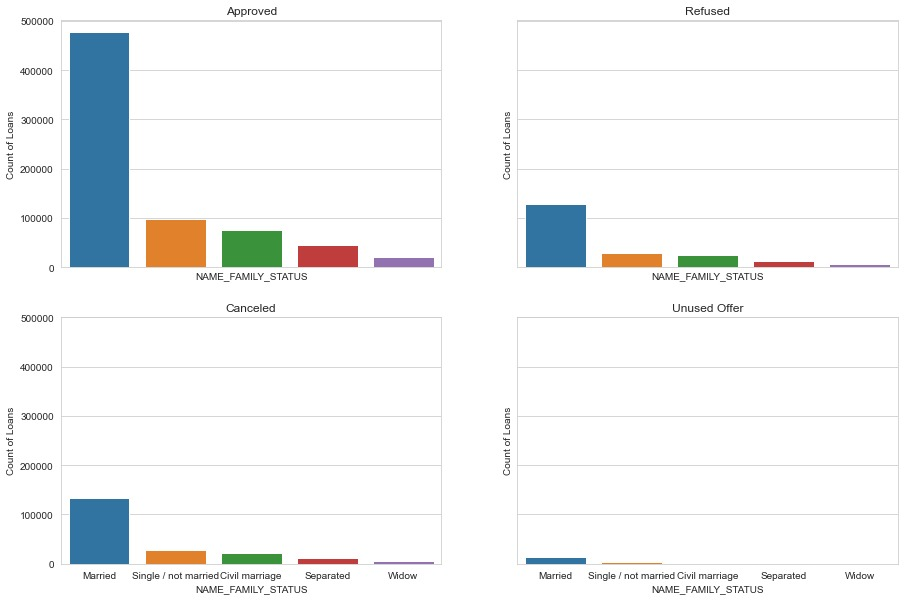 Approved
500000
400000
300000
200000
100000
0
Count of Loans
NAME_FAMILY_STATUS
Refused
Count of Loans
NAME_FAMILY_STATUS
Canceled
500000
400000
300000
200000
100000
0
Count of Loans
Married Single / not married Civil marriage Separated Widow
NAME_FAMILY_STATUS
Unused Offer
Count of Loans
Married Single / not married Civil marriage Separated Widow
NAME_FAMILY_STATUS